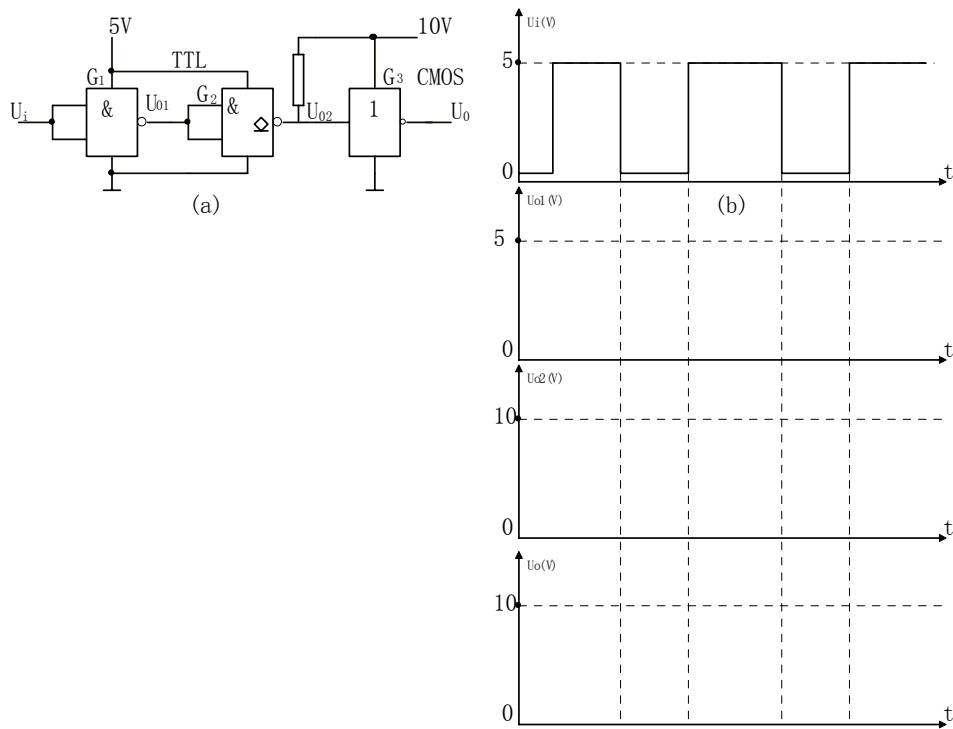 5V
10V
TTL
G1
G2
G3 CMOS
&
&
1
Ui
U01
U02
U0
(a)
Ui(V)
5
0
t
(b)
Uo1(V)
5
0
t
Uo2(V)
10
0
t
Uo(V)
10
0
t